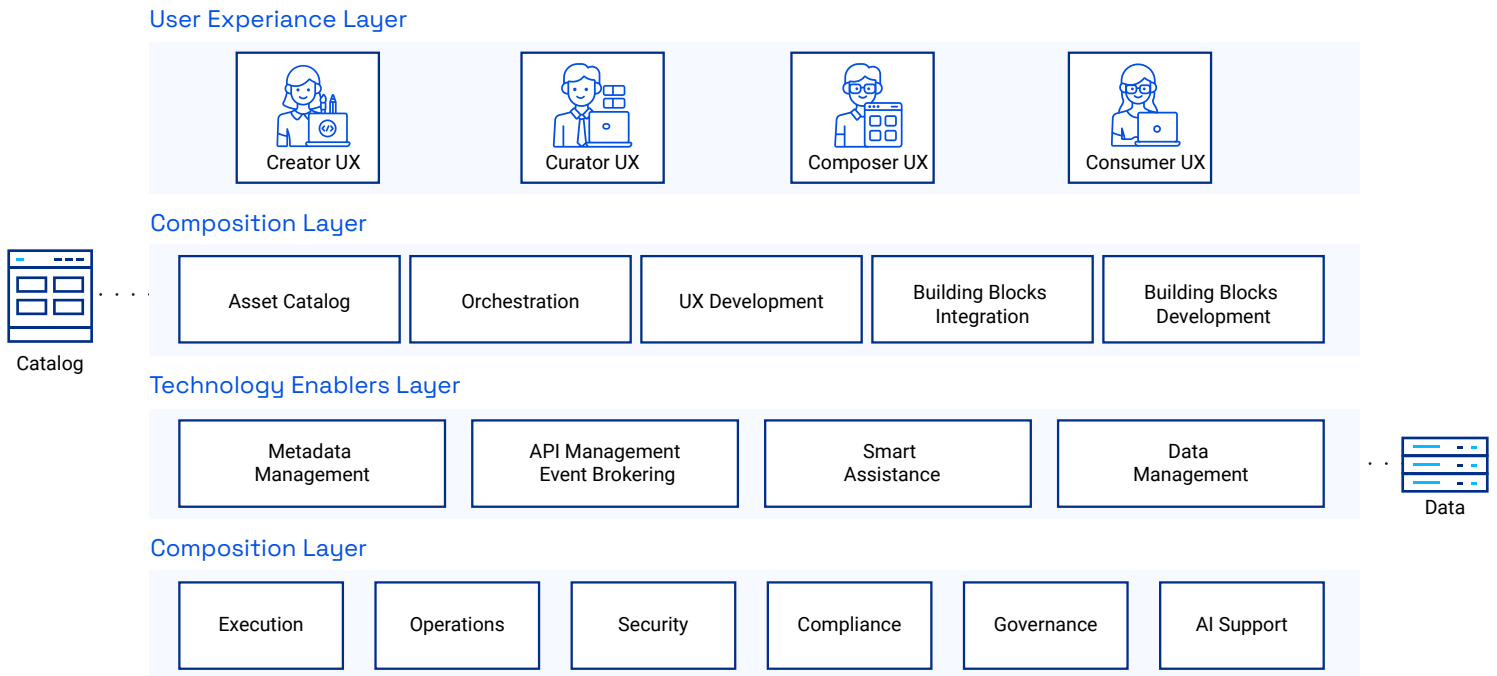 User Experiance Layer
Creator UX
Curator UX
Composer UX
Consumer UX
Composition Layer
Asset Catalog
Orchestration
UX Development
Building Blocks
Integration
Building Blocks
Development
Catalog
Technology Enablers Layer
Metadata
Management
API Management
Event Brokering
Smart
Assistance
Data
Management
Data
Composition Layer
Execution
Operations
Security
Compliance
Governance
AI Support